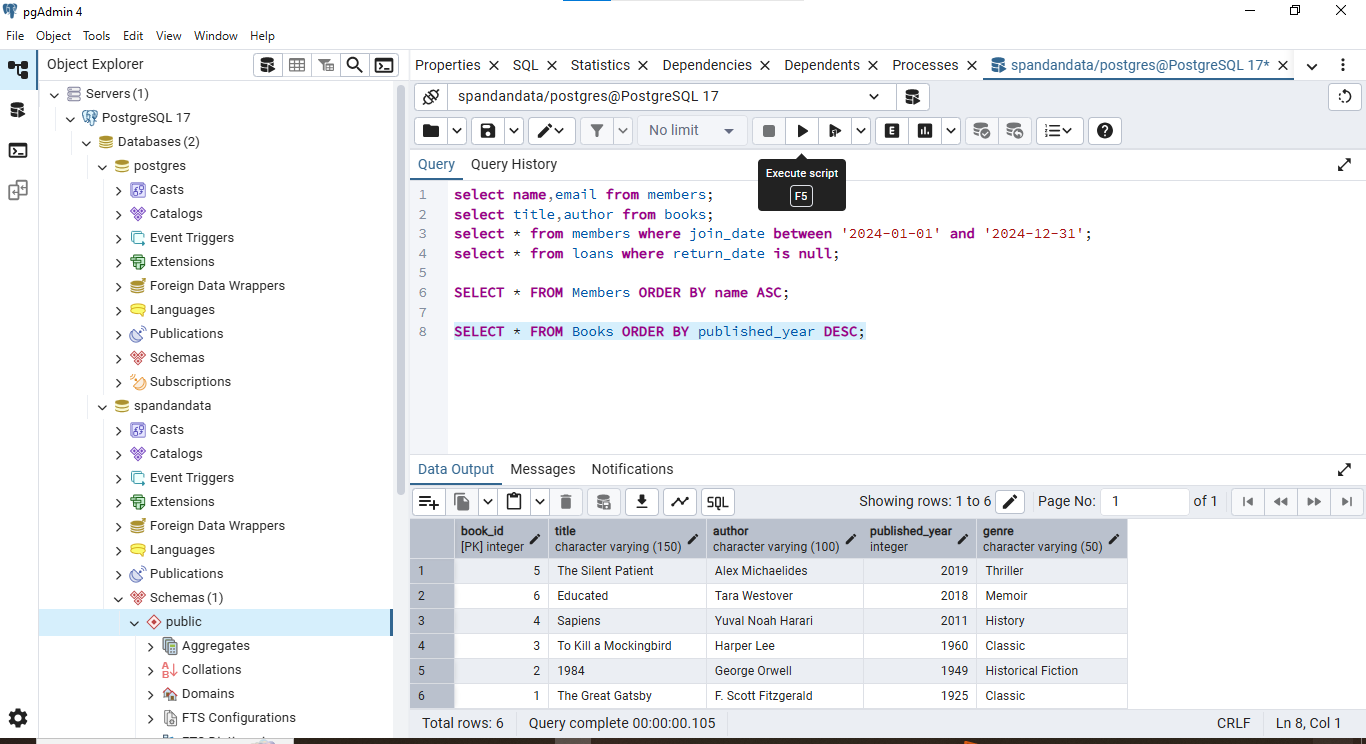 pgAdmin 4
File Object Tools Edit View Window Help
Object Explorer
Properties SQL Statistics Dependencies Dependents Processes spandandata/postgres@PostgreSQL 17*
Servers (1)
PostgreSQL 17
Databases (2)
postgres
Casts
Catalogs
Event Triggers
Extensions
Foreign Data Wrappers
Languages
Publications
Schemas
Subscriptions
spandandata
Casts
Catalogs
Event Triggers
Extensions
Foreign Data Wrappers
Languages
Publications
Schemas (1)
public
Aggregates
Collations
Domains
FTS Configurations
spandandata/postgres@PostgreSQL 17
No limit
E
Query Query History
Execute script
F5
1 select name,email from members;
2 select title,author from books;
3 select * from members where join_date between '2024-01-01' and '2024-12-31';
4 select * from loans where return_date is null;
5
6 SELECT * FROM Members ORDER BY name ASC;
7
8 SELECT * FROM Books ORDER BY published_year DESC;
Data Output Messages Notifications
SQL Showing rows: 1 to 6 Page No: 1 of 1
book_id title author published_year genre
[PK] integer character varying (150) character varying (100) integer character varying (50)
1 5 The Silent Patient Alex Michaelides 2019 Thriller
2 6 Educated Tara Westover 2018 Memoir
3 4 Sapiens Yuval Noah Harari 2011 History
4 3 To Kill a Mockingbird Harper Lee 1960 Classic
5 2 1984 George Orwell 1949 Historical Fiction
6 1 The Great Gatsby F. Scott Fitzgerald 1925 Classic
Total rows: 6 Query complete 00:00:00.105 CRLF Ln 8, Col 1